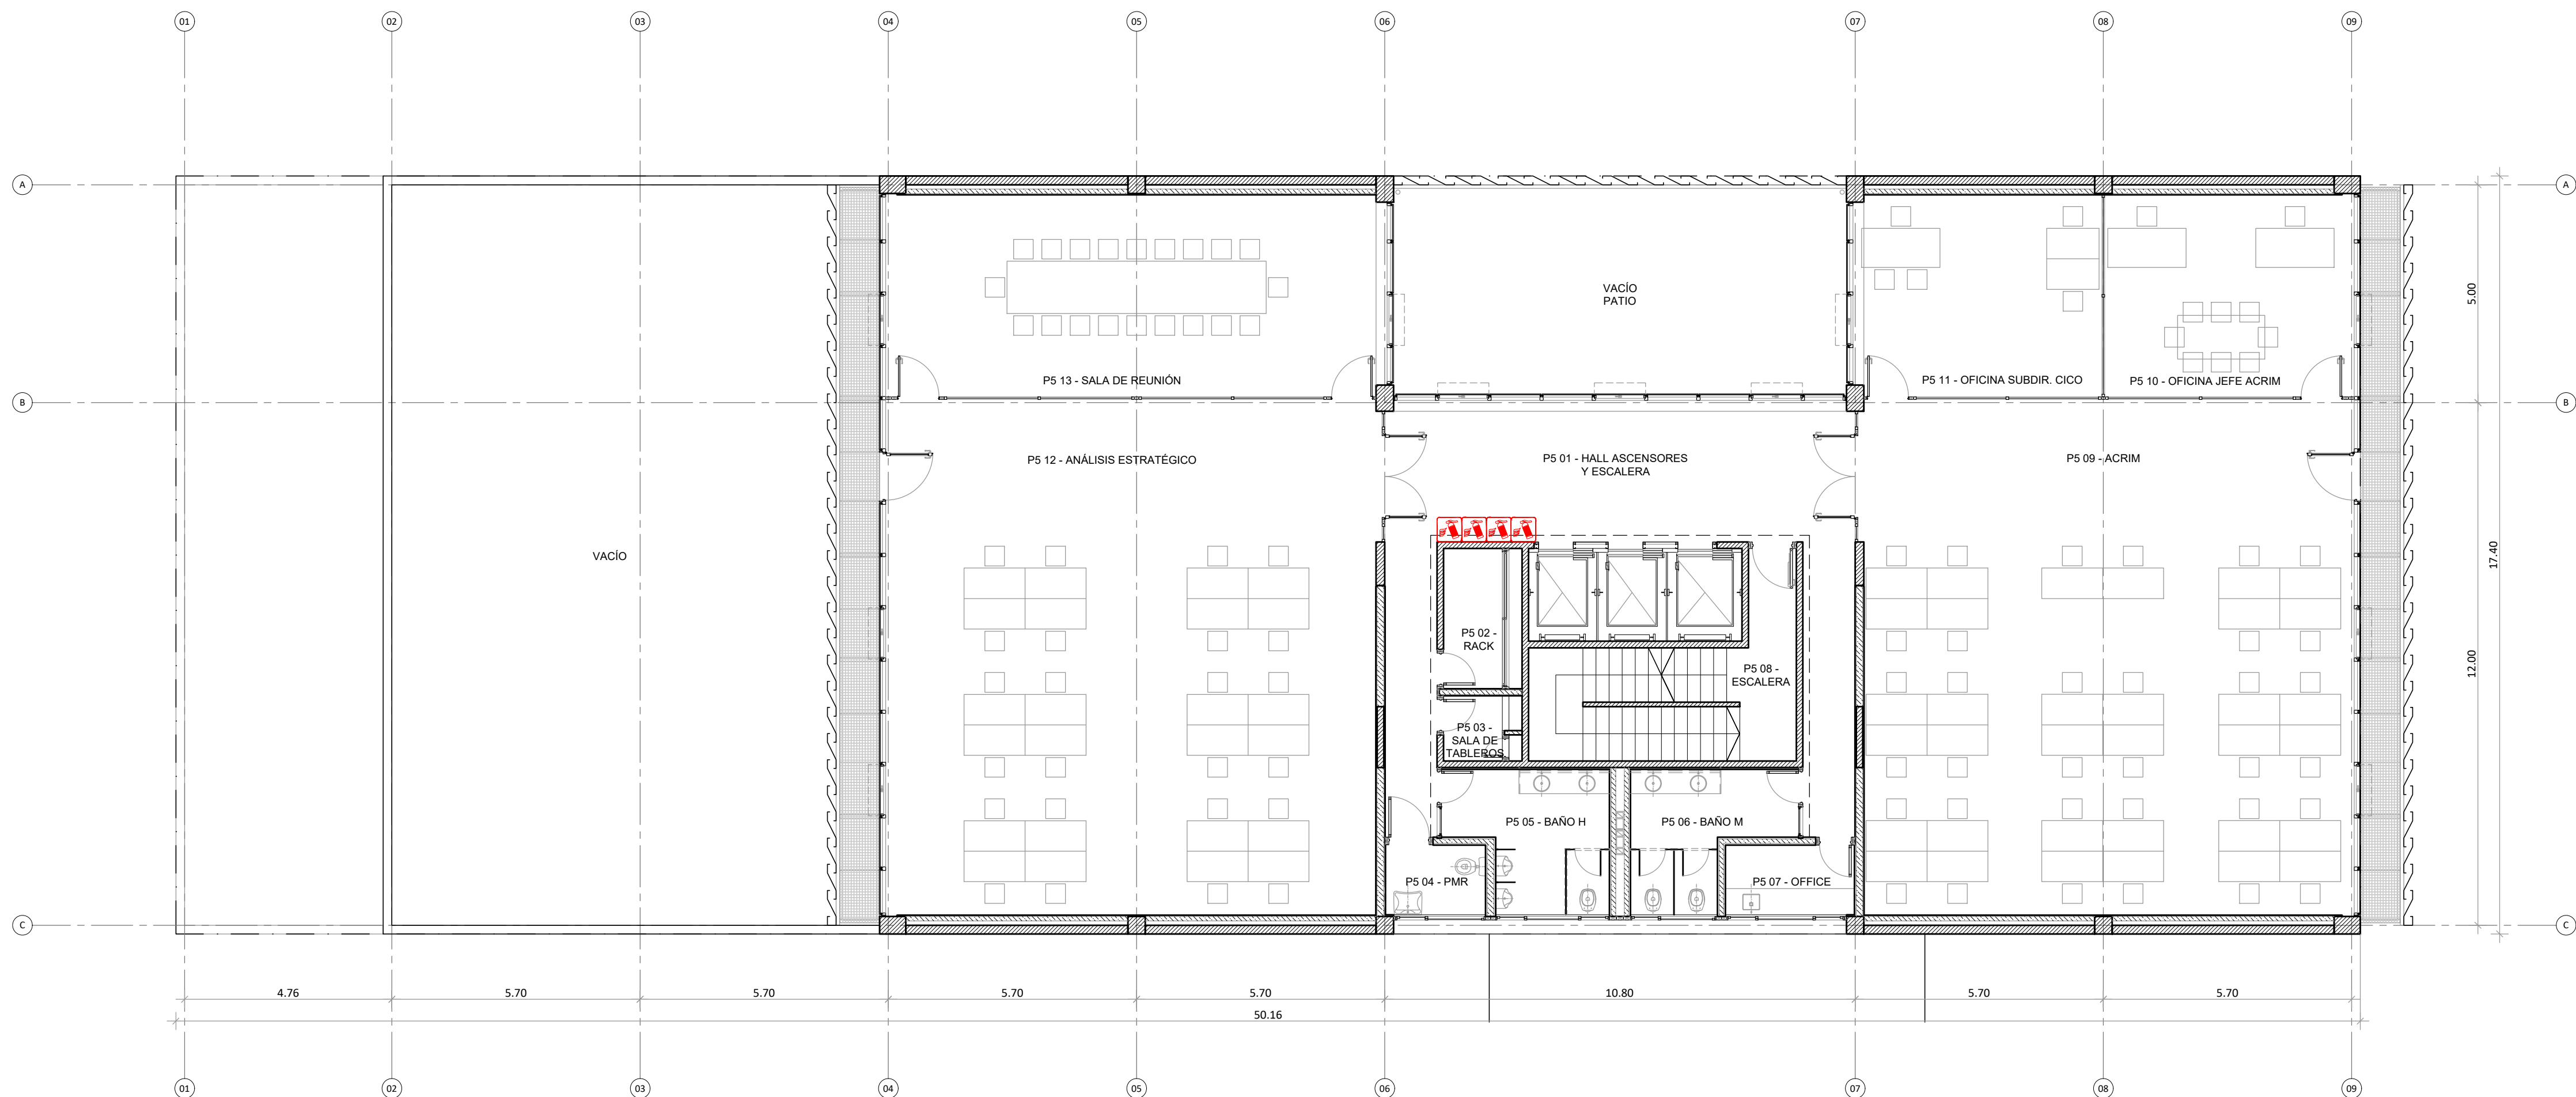 01
02
03
04
05
06
07
08
09
A
A
VACÍO
PATIO
5.00
P5 13 - SALA DE REUNIÓN
P5 11 - OFICINA SUBDIR. CICO
P5 10 - OFICINA JEFE ACRIM
B
B
P5 12 - ANÁLISIS ESTRATÉGICO
P5 01 - HALL ASCENSORES
Y ESCALERA
P5 09 - ACRIM
VACÍO
17.40
P5 02 -
RACK
P5 08 -
ESCALERA
12.00
P5 03 -
SALA DE
TABLEROS
P5 05 - BAÑO H
P5 06 - BAÑO M
P5 04 - PMR
P5 07 - OFFICE
C
C
4.76
5.70
5.70
5.70
5.70
10.80
5.70
5.70
50.16
01
02
03
04
05
06
07
08
09